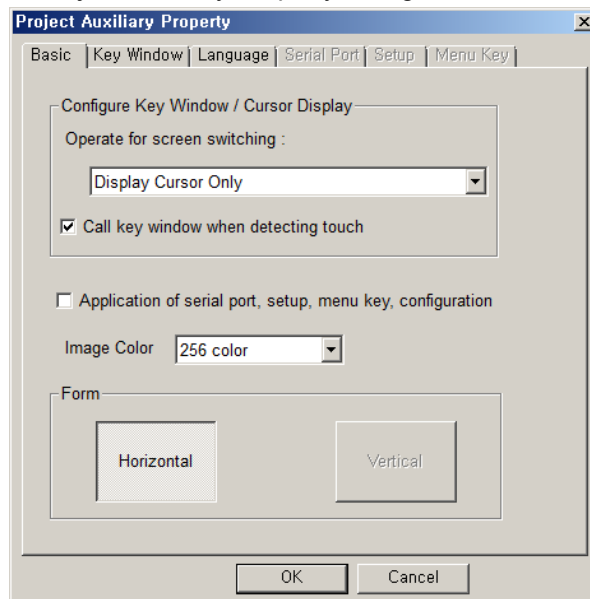 Project Auxiliary Property
Basic Key Window Language Serial Port Setup Menu Key
Configure Key Window / Cursor Display
Operate for screen switching :
Display Cursor Only
Call key window when detecting touch
Application of serial port, setup, menu key, configuration
Image Color 256 color
Form
Horizontal Vertical
OK Cancel